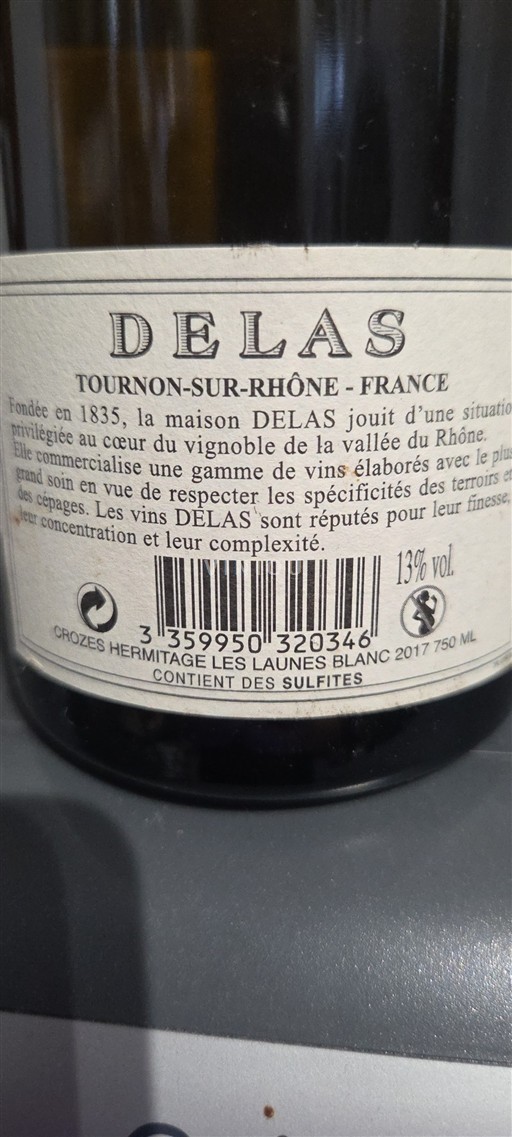 DELAS
TOURNON-SUR-RHÔNE - FRANCE
Fondée en 1835, la maison DELAS jouit d'une situatio
privilégiée au cœur du vignoble de la vallée du Rhône.
Elle commercialise une gamme de vins élaborés avec le plus
grand soin en vue de respecter les spécificités des terroirs et
des cépages. Les vins DELAS sont réputés pour leur finesse,
leur concentration et leur complexité.
13% vol.
3 359950 320346
CROZES HERMITAGE LES LAUNES BLANC 2017 750 ML
CONTIENT DES SULFITES